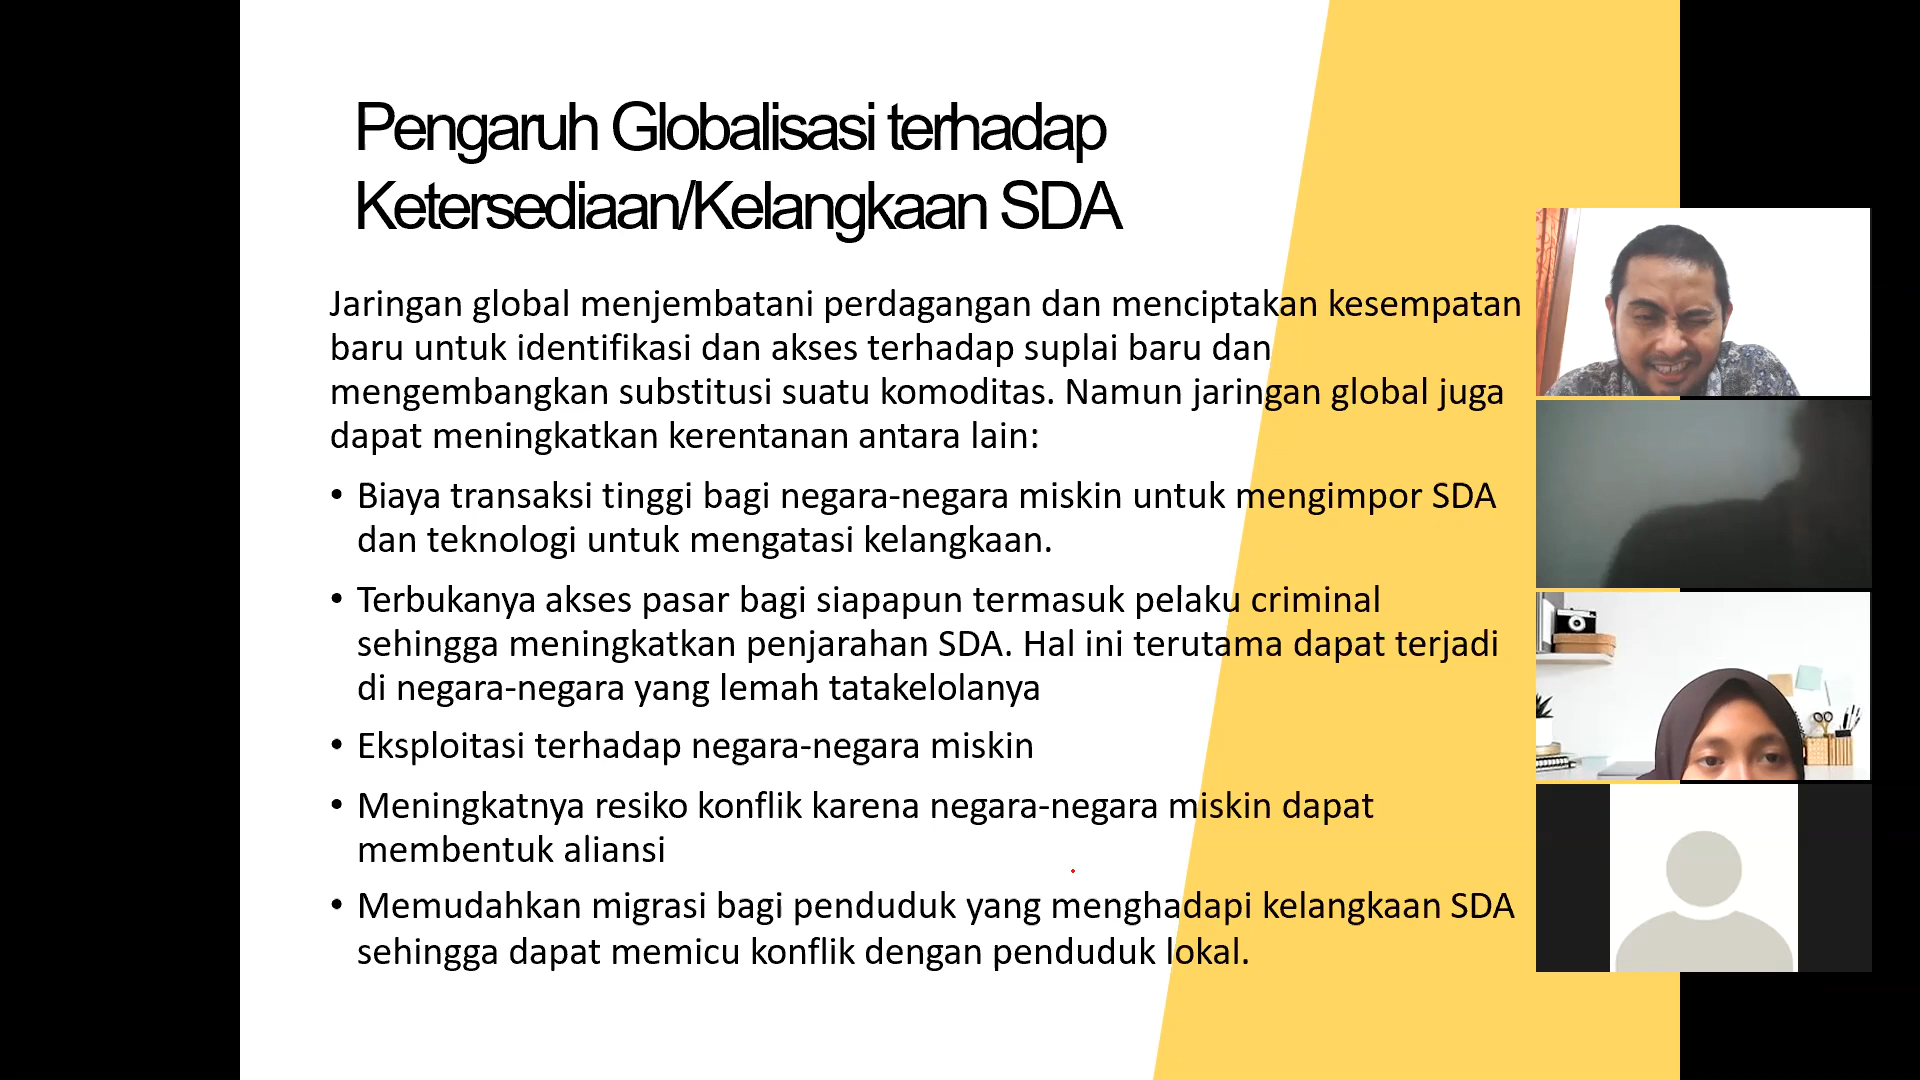 Pengaruh Globalisasi terhadap
Ketersediaan/Kelangkaan SDA
Jaringan global menjembatani perdagangan dan menciptakan kesempatan
baru untuk identifikasi dan akses terhadap suplai baru dan
mengembangkan substitusi suatu komoditas. Namun jaringan global juga
dapat meningkatkan kerentanan antara lain:
• Biaya transaksi tinggi bagi negara-negara miskin untuk mengimpor SDA
dan teknologi untuk mengatasi kelangkaan.
• Terbukanya akses pasar bagi siapapun termasuk pelaku criminal
sehingga meningkatkan penjarahan SDA. Hal ini terutama dapat terjadi
di negara-negara yang lemah tatakelolanya
• Eksploitasi terhadap negara-negara miskin
• Meningkatnya resiko konflik karena negara-negara miskin dapat
membentuk aliansi
• Memudahkan migrasi bagi penduduk yang menghadapi kelangkaan SDA
sehingga dapat memicu konflik dengan penduduk lokal.